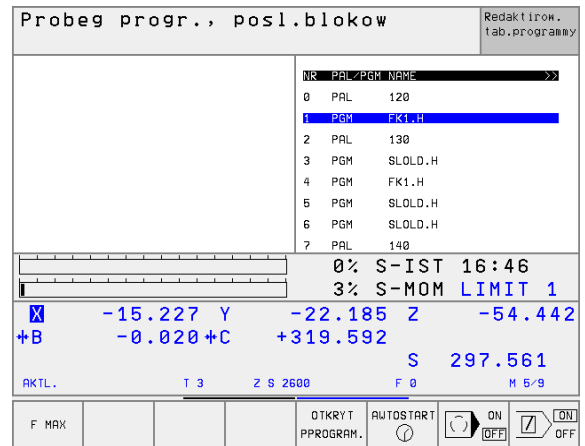 Probeg progr., posl.blokow
Redaktirow.
tab.programmy
NR PAL/PGM NAME >>
0 PAL 120
1 PGM FK1.H
2 PAL 130
3 PGM SLOLD.H
4 PGM FK1.H
5 PGM SLOLD.H
6 PGM SLOLD.H
7 PAL 140
0% S-IST 16:46
3% S-MOM LIMIT 1
X -15.227 Y -22.185 Z -54.442
B -0.020 C +319.592
S 297.561
AKTL. T 3 Z S 2600 F 0 M 5/9
F MAX
OTKRYT
PPROGRAM.
AUTOSTART
ON
OFF
ON
OFF